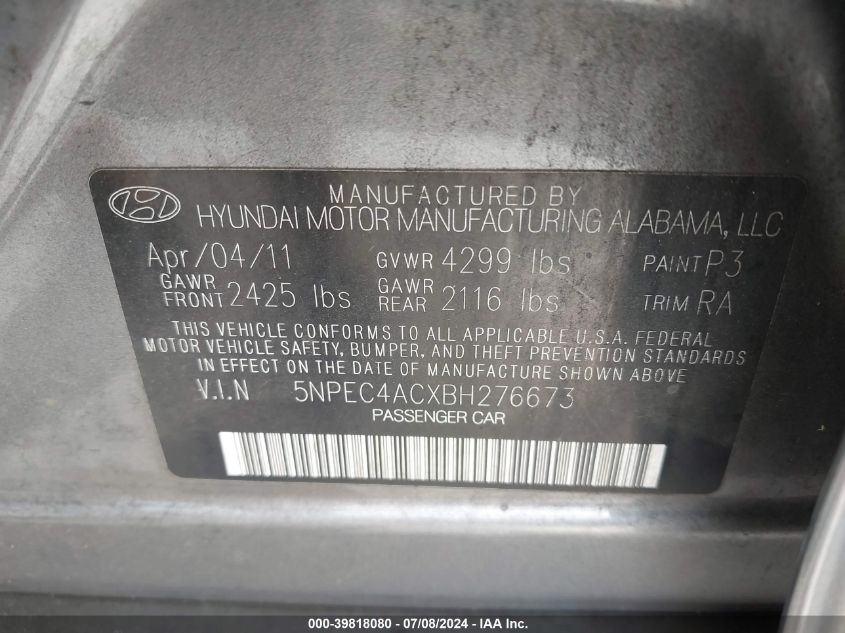 MANUFACTURED BY
HYUNDAI MOTOR MANUFACTURING ALABAMA, LLC
Apr/04/11 GVWR 4299 lbs PAINT P3
GAWR FRONT 2425 lbs GAWR REAR 2116 lbs TRIM RA
THIS VEHICLE CONFORMS TO ALL APPLICABLE U.S.A. FEDERAL
MOTOR VEHICLE SAFETY, BUMPER, AND THEFT PREVENTION STANDARDS
IN EFFECT ON THE DATE OF MANUFACTURE SHOWN ABOVE
V.I.N 5NPEC4ACXBH276673
PASSENGER CAR
000-39818080 - 07/08/2024 - IAA Inc.